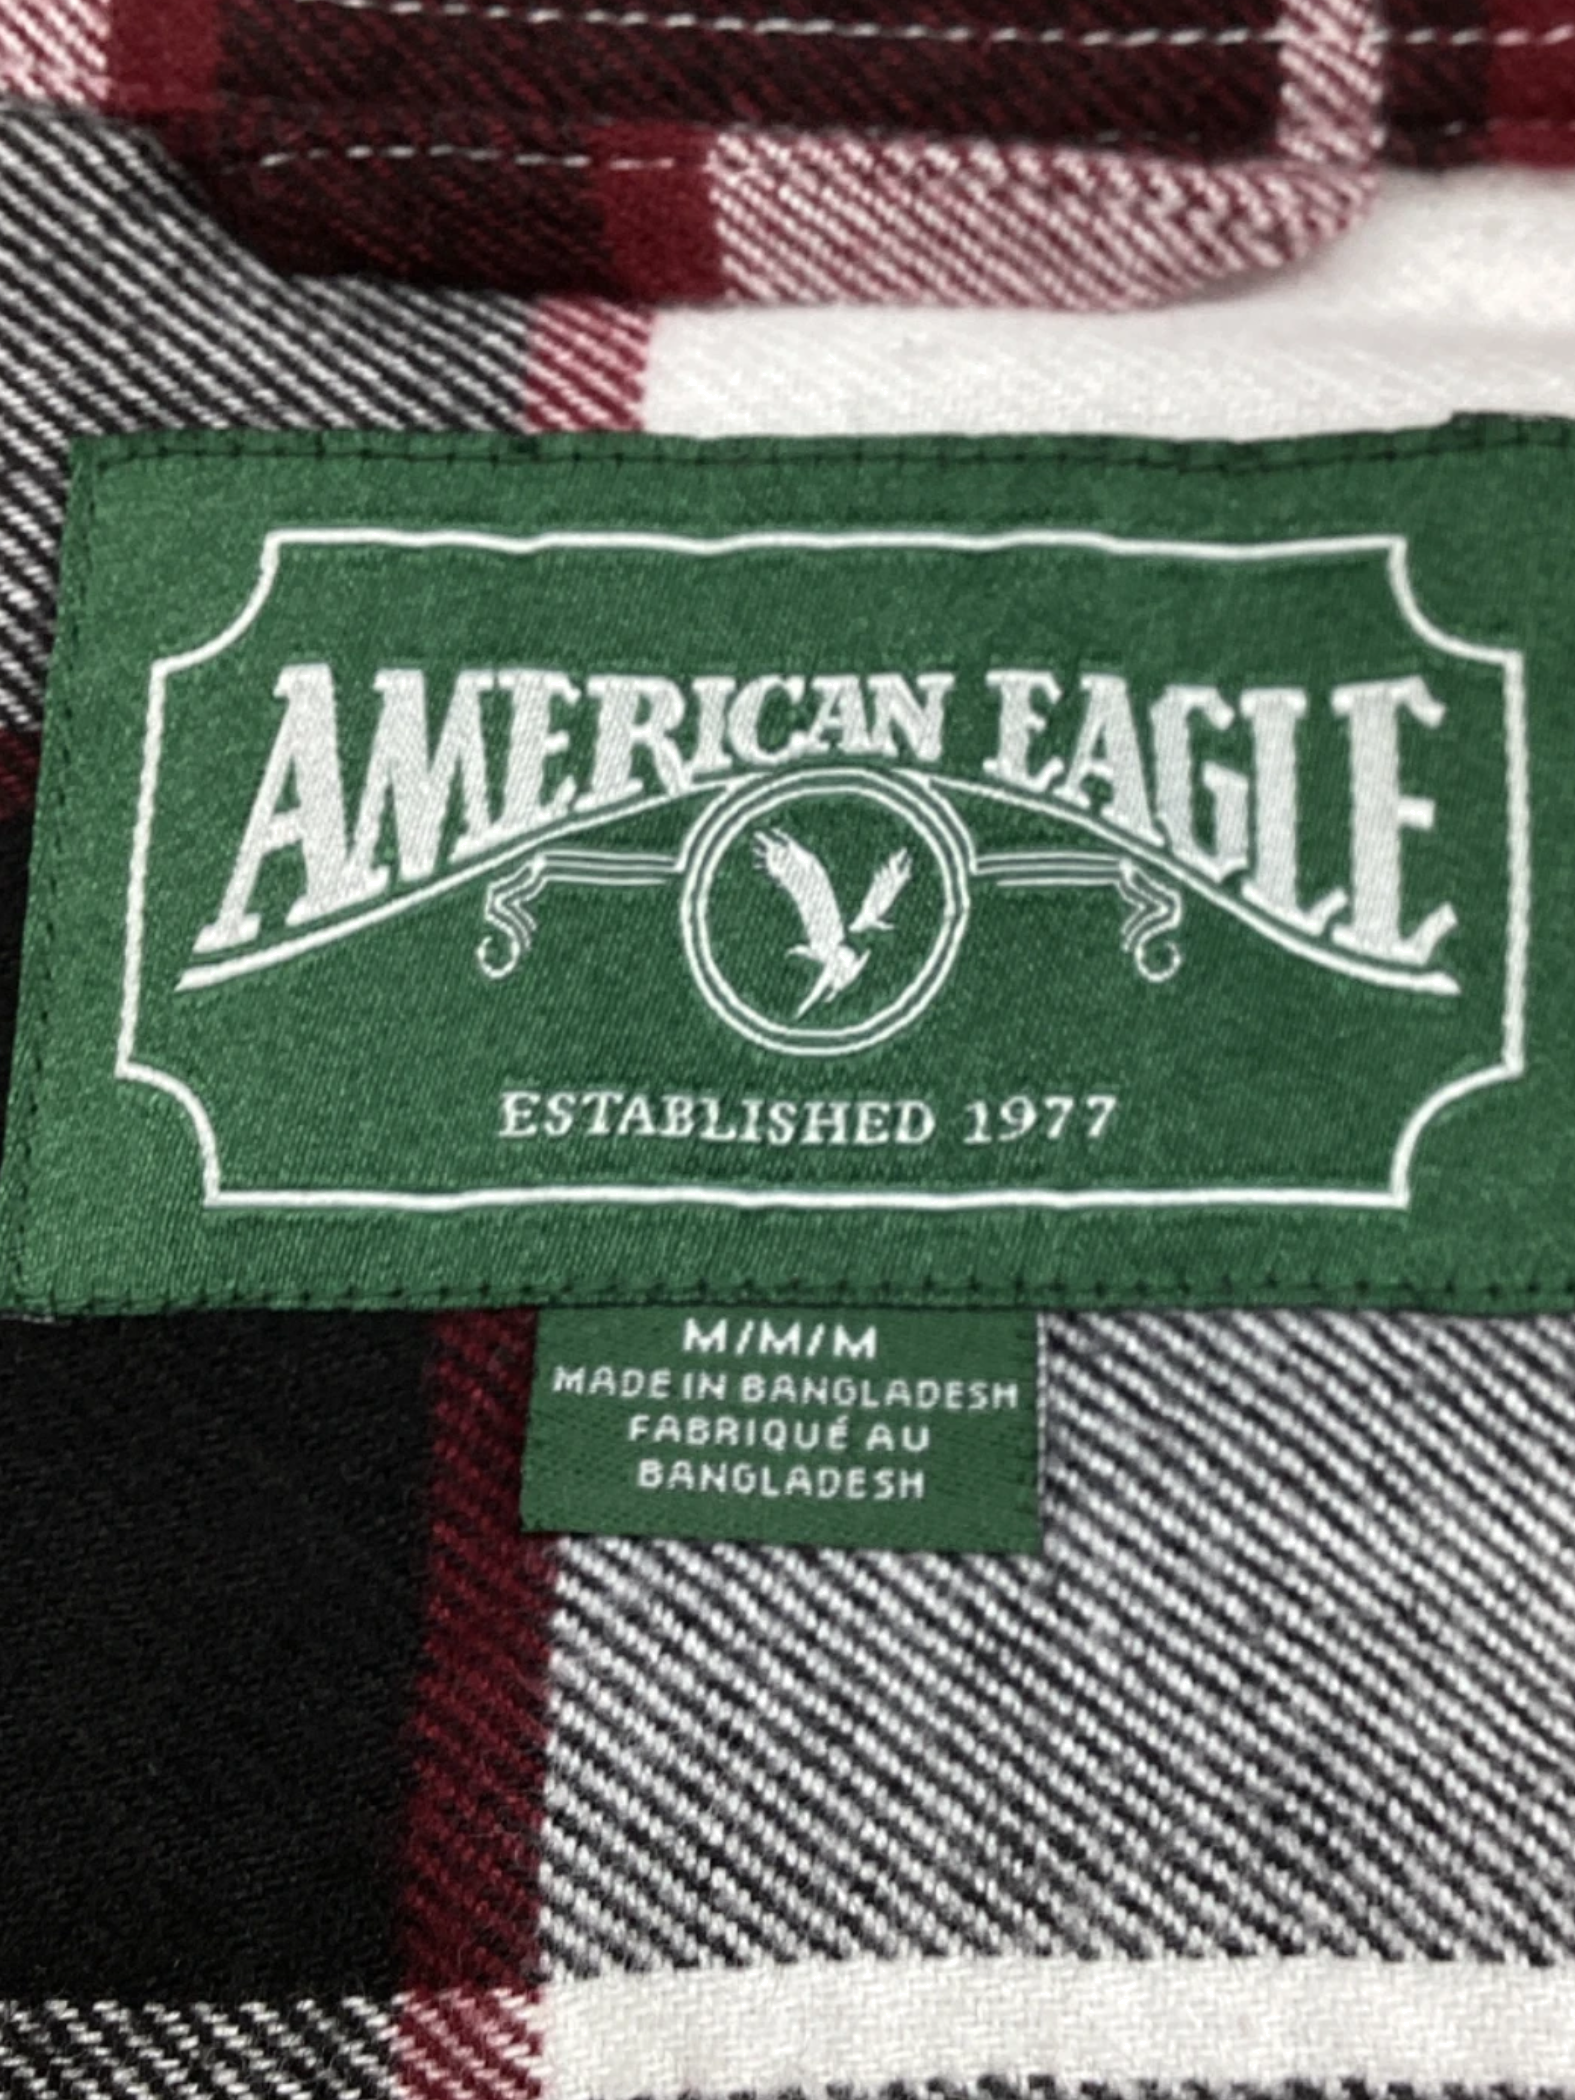 AMERICAN EAGLE
ESTABLISHED 1977
M/M/M
MADE IN BANGLADESH
FABRIQUÉ AU
BANGLADESH